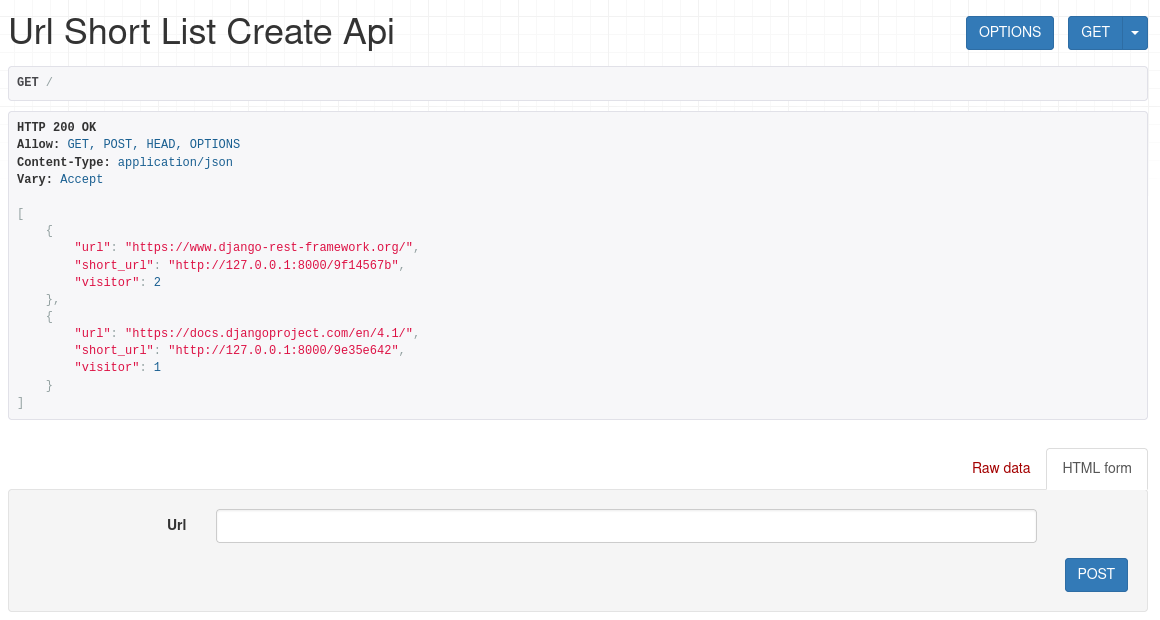 Url Short List Create Api
OPTIONS
GET
GET /
HTTP 200 OK
Allow: GET, POST, HEAD, OPTIONS
Content-Type: application/json
Vary: Accept
[
    {
        "url": "https://www.django-rest-framework.org/",
        "short_url": "http://127.0.0.1:8000/9f14567b",
        "visitor": 2
    },
    {
        "url": "https://docs.djangoproject.com/en/4.1/",
        "short_url": "http://127.0.0.1:8000/9e35e642",
        "visitor": 1
    }
]
Raw data
HTML form
Url
POST